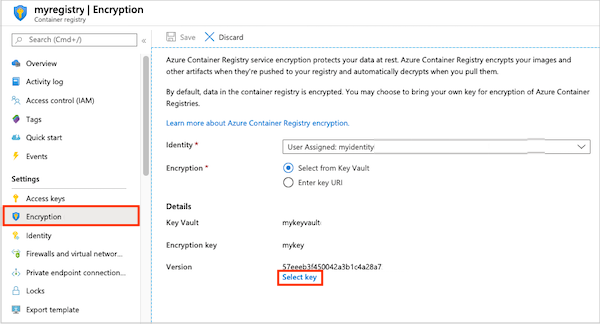 myregistry | Encryption
Container registry
Search (Cmd+/)
Save
Discard
Overview
Activity log
Access control (IAM)
Tags
Quick start
Events
Settings
Access keys
Encryption
Identity
Firewalls and virtual networ...
Private endpoint connection...
Locks
Export template
Azure Container Registry service encryption protects your data at rest. Azure Container Registry encrypts your images and
other artifacts when they're pushed to your registry and automatically decrypts when you pull them.
By default, data in the container registry is encrypted. You may choose to bring your own key for encryption of Azure Container
Registries.
Learn more about Azure Container Registry encryption.
Identity *
User Assigned: myidentity
Encryption *
Select from Key Vault
Enter key URI
Details
Key Vault
mykeyvault
Encryption key
mykey
Version
57eeeb3f450042a3b1c4a28a7
Select key